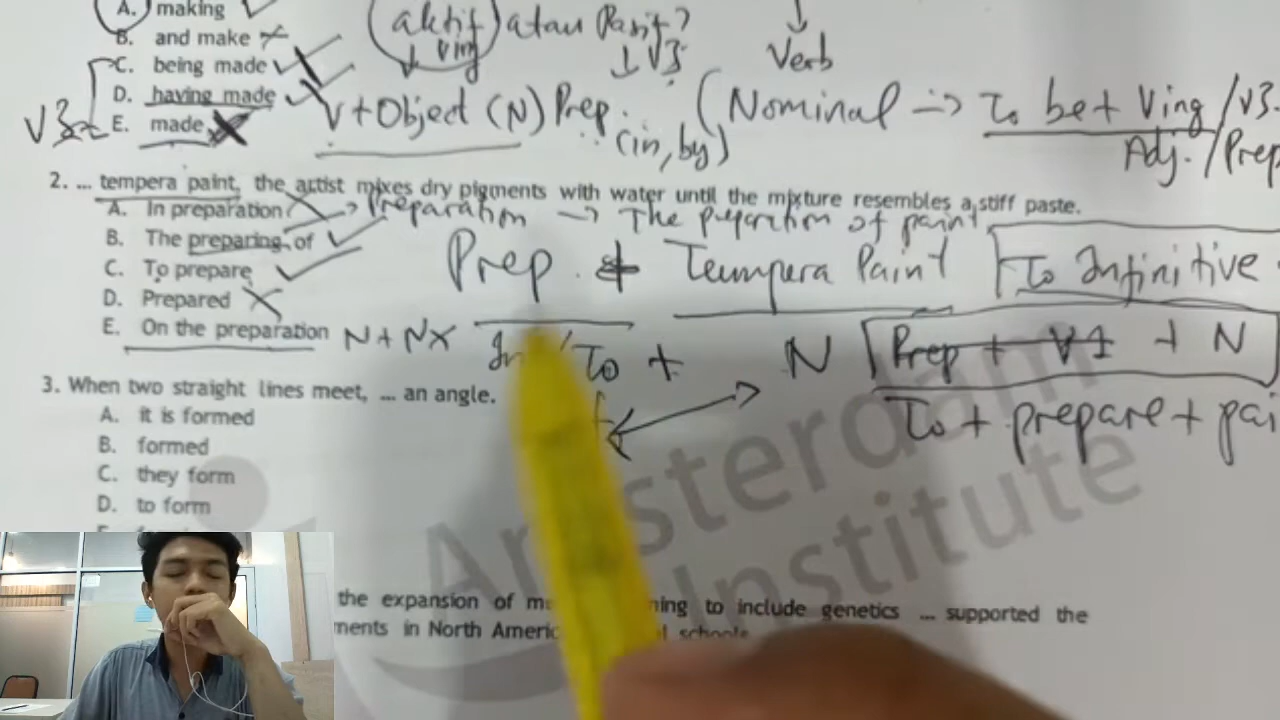 A. making
aktif atau Pasif?
Ving
V3
Verb
B. and make
C. being made
D. having made
E. made
V3
V + Object (N) Prep.
(in, by)
(Nominal → To be + Ving / V3
Adj. / Prep
2. ... tempera paint, the artist mixes dry pigments with water until the mixture resembles a stiff paste.
A. In preparation
Preparation → The prepartion of paint
B. The preparing of
Prep + Tempera Paint
To Infinitive
C. To prepare
D. Prepared
E. On the preparation
N + N X
To + N
Prep + V1 + N
To + prepare + pai
3. When two straight lines meet, ... an angle.
A. it is formed
B. formed
C. they form
D. to form
the expansion of ning to include genetics ... supported the
ments in North Americ schools
Institute